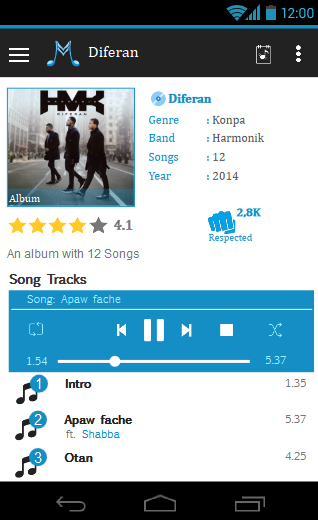 12:00
Diferan
HMK
HARMONIK
DIFERAN
Album
Diferan
Genre : Konpa
Band : Harmonik
Songs : 12
Year : 2014
4.1
2,8K
Respected
An album with 12 Songs
Song Tracks
Song: Apaw fache
1.54 5.37
1 Intro 1.35
2 Apaw fache 5.37
ft. Shabba
3 Otan 4.25